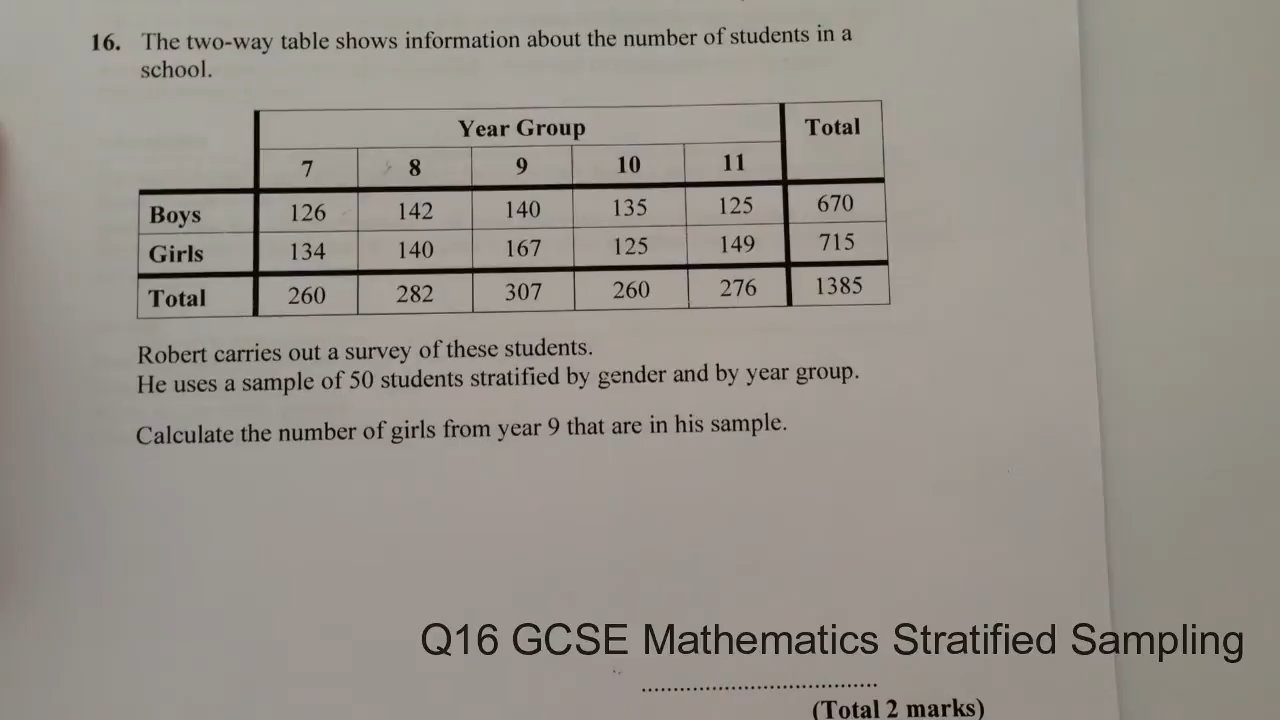 16. The two-way table shows information about the number of students in a
school.
Year Group Total
7 8 9 10 11
Boys 126 142 140 135 125 670
Girls 134 140 167 125 149 715
Total 260 282 307 260 276 1385
Robert carries out a survey of these students.
He uses a sample of 50 students stratified by gender and by year group.
Calculate the number of girls from year 9 that are in his sample.
Q16 GCSE Mathematics Stratified Sampling
....................................
(Total 2 marks)